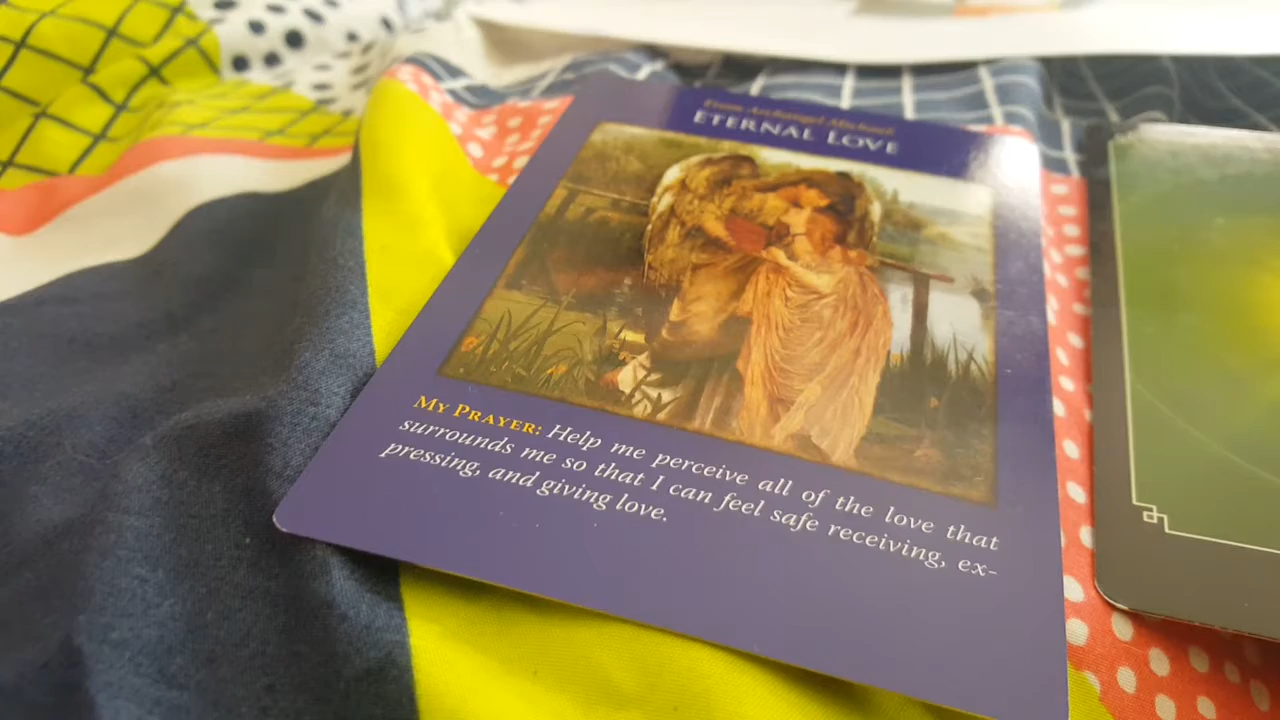 From Archangel Michael:
ETERNAL LOVE
MY PRAYER: Help me perceive all of the love that
surrounds me so that I can feel safe receiving, ex-
pressing, and giving love.